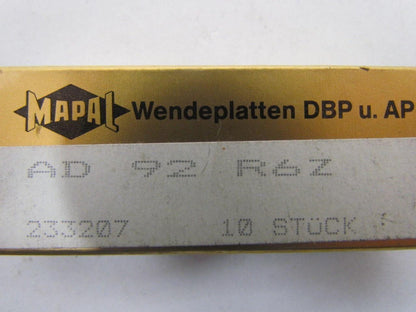 MAPAL Wendeplatten DBP u. AP
AD 92 R6Z
233207 10 STüCK